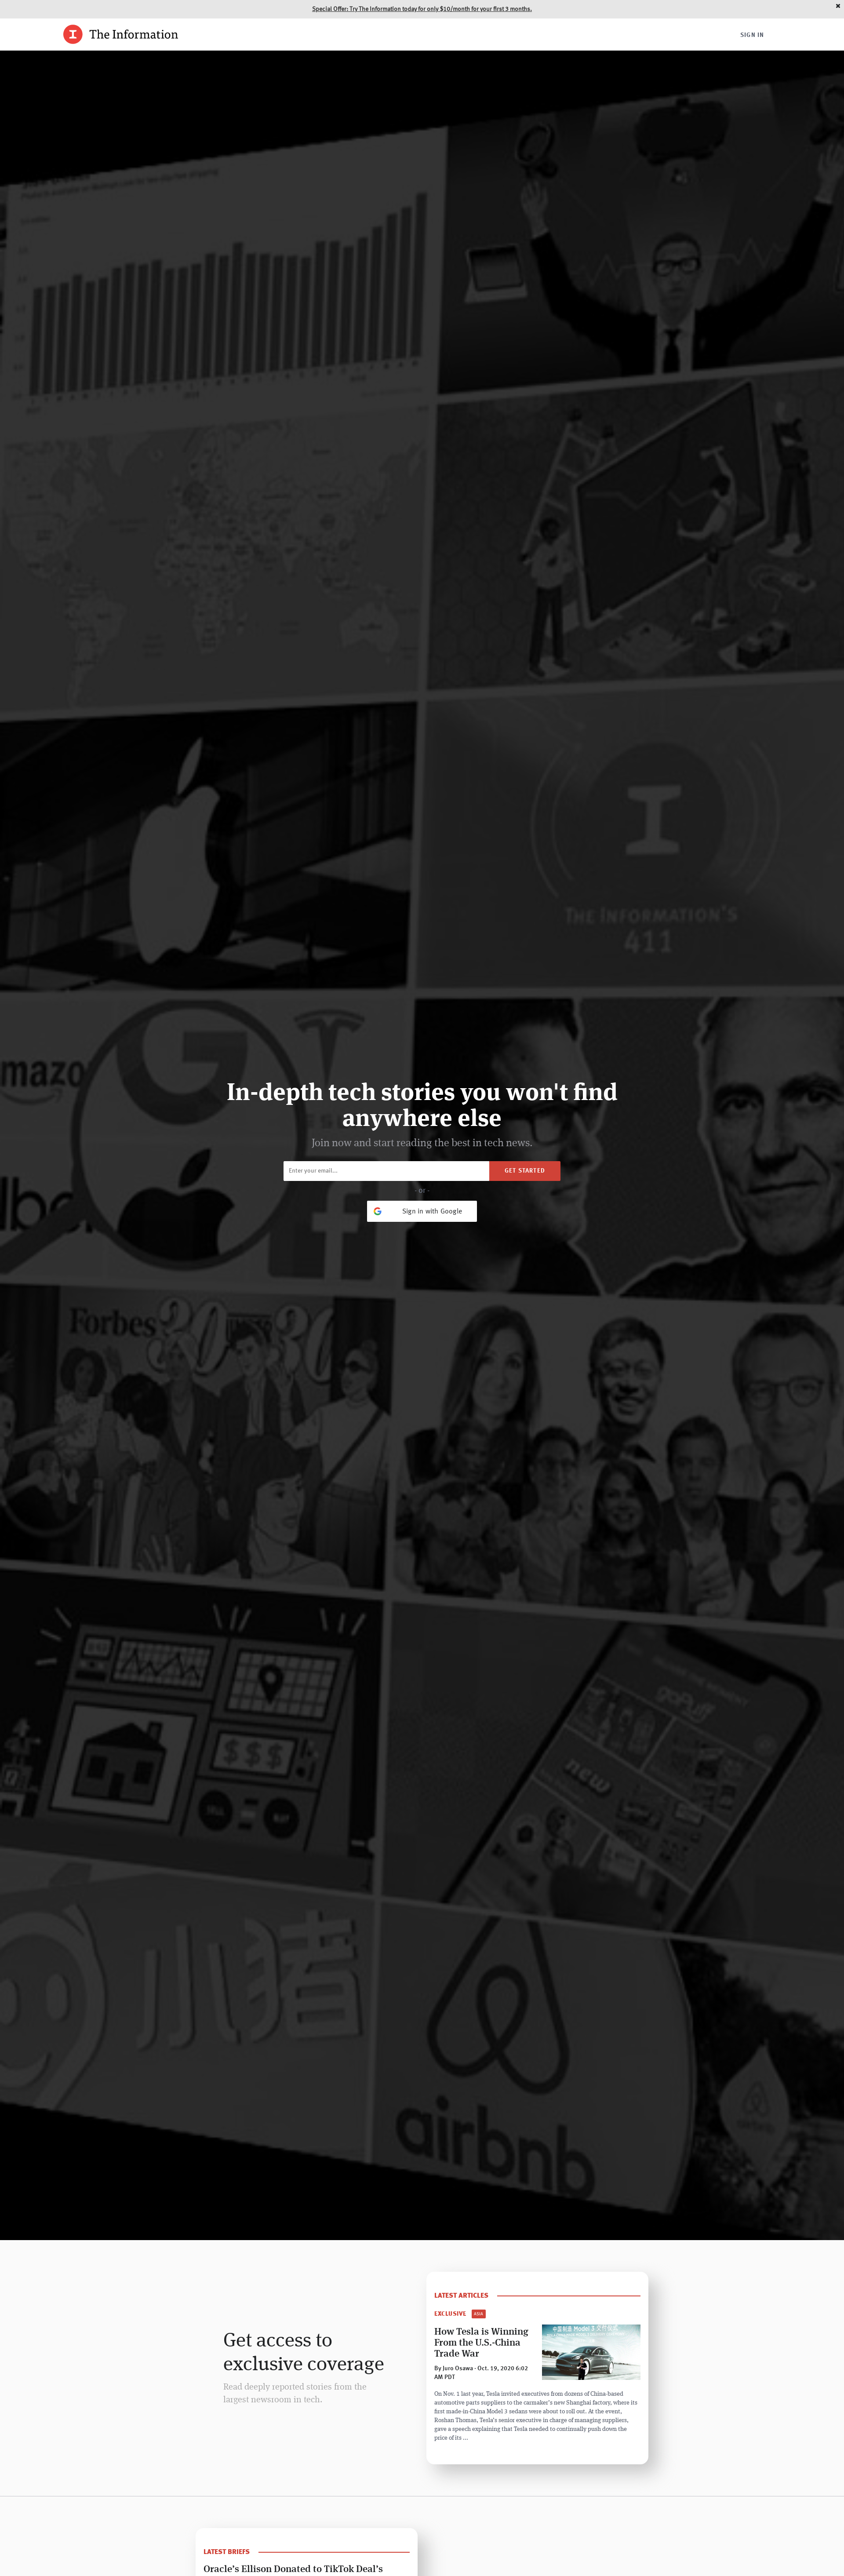 Special Offer: Try The Information today for only $10/month for your first 3 months.
The Information
SIGN IN
THE INFORMATION'S
411
In-depth tech stories you won't find
anywhere else
Join now and start reading the best in tech news.
Enter your email...
GET STARTED
- or -
Sign in with Google
Forbes
goPuff
new
小猪
airbnb
LATEST ARTICLES
EXCLUSIVE
ASIA
How Tesla is Winning
From the U.S.-China
Trade War
By Juro Osawa · Oct. 19, 2020 6:02
AM PDT
On Nov. 1 last year, Tesla invited executives from dozens of China-based
automotive parts suppliers to the carmaker's new Shanghai factory, where its
first made-in-China Model 3 sedans were about to roll out. At the event,
Roshan Thomas, Tesla's senior executive in charge of managing suppliers,
gave a speech explaining that Tesla needed to continually push down the
price of its ...
Get access to
exclusive coverage
Read deeply reported stories from the
largest newsroom in tech.
LATEST BRIEFS
Oracle's Ellison Donated to TikTok Deal's